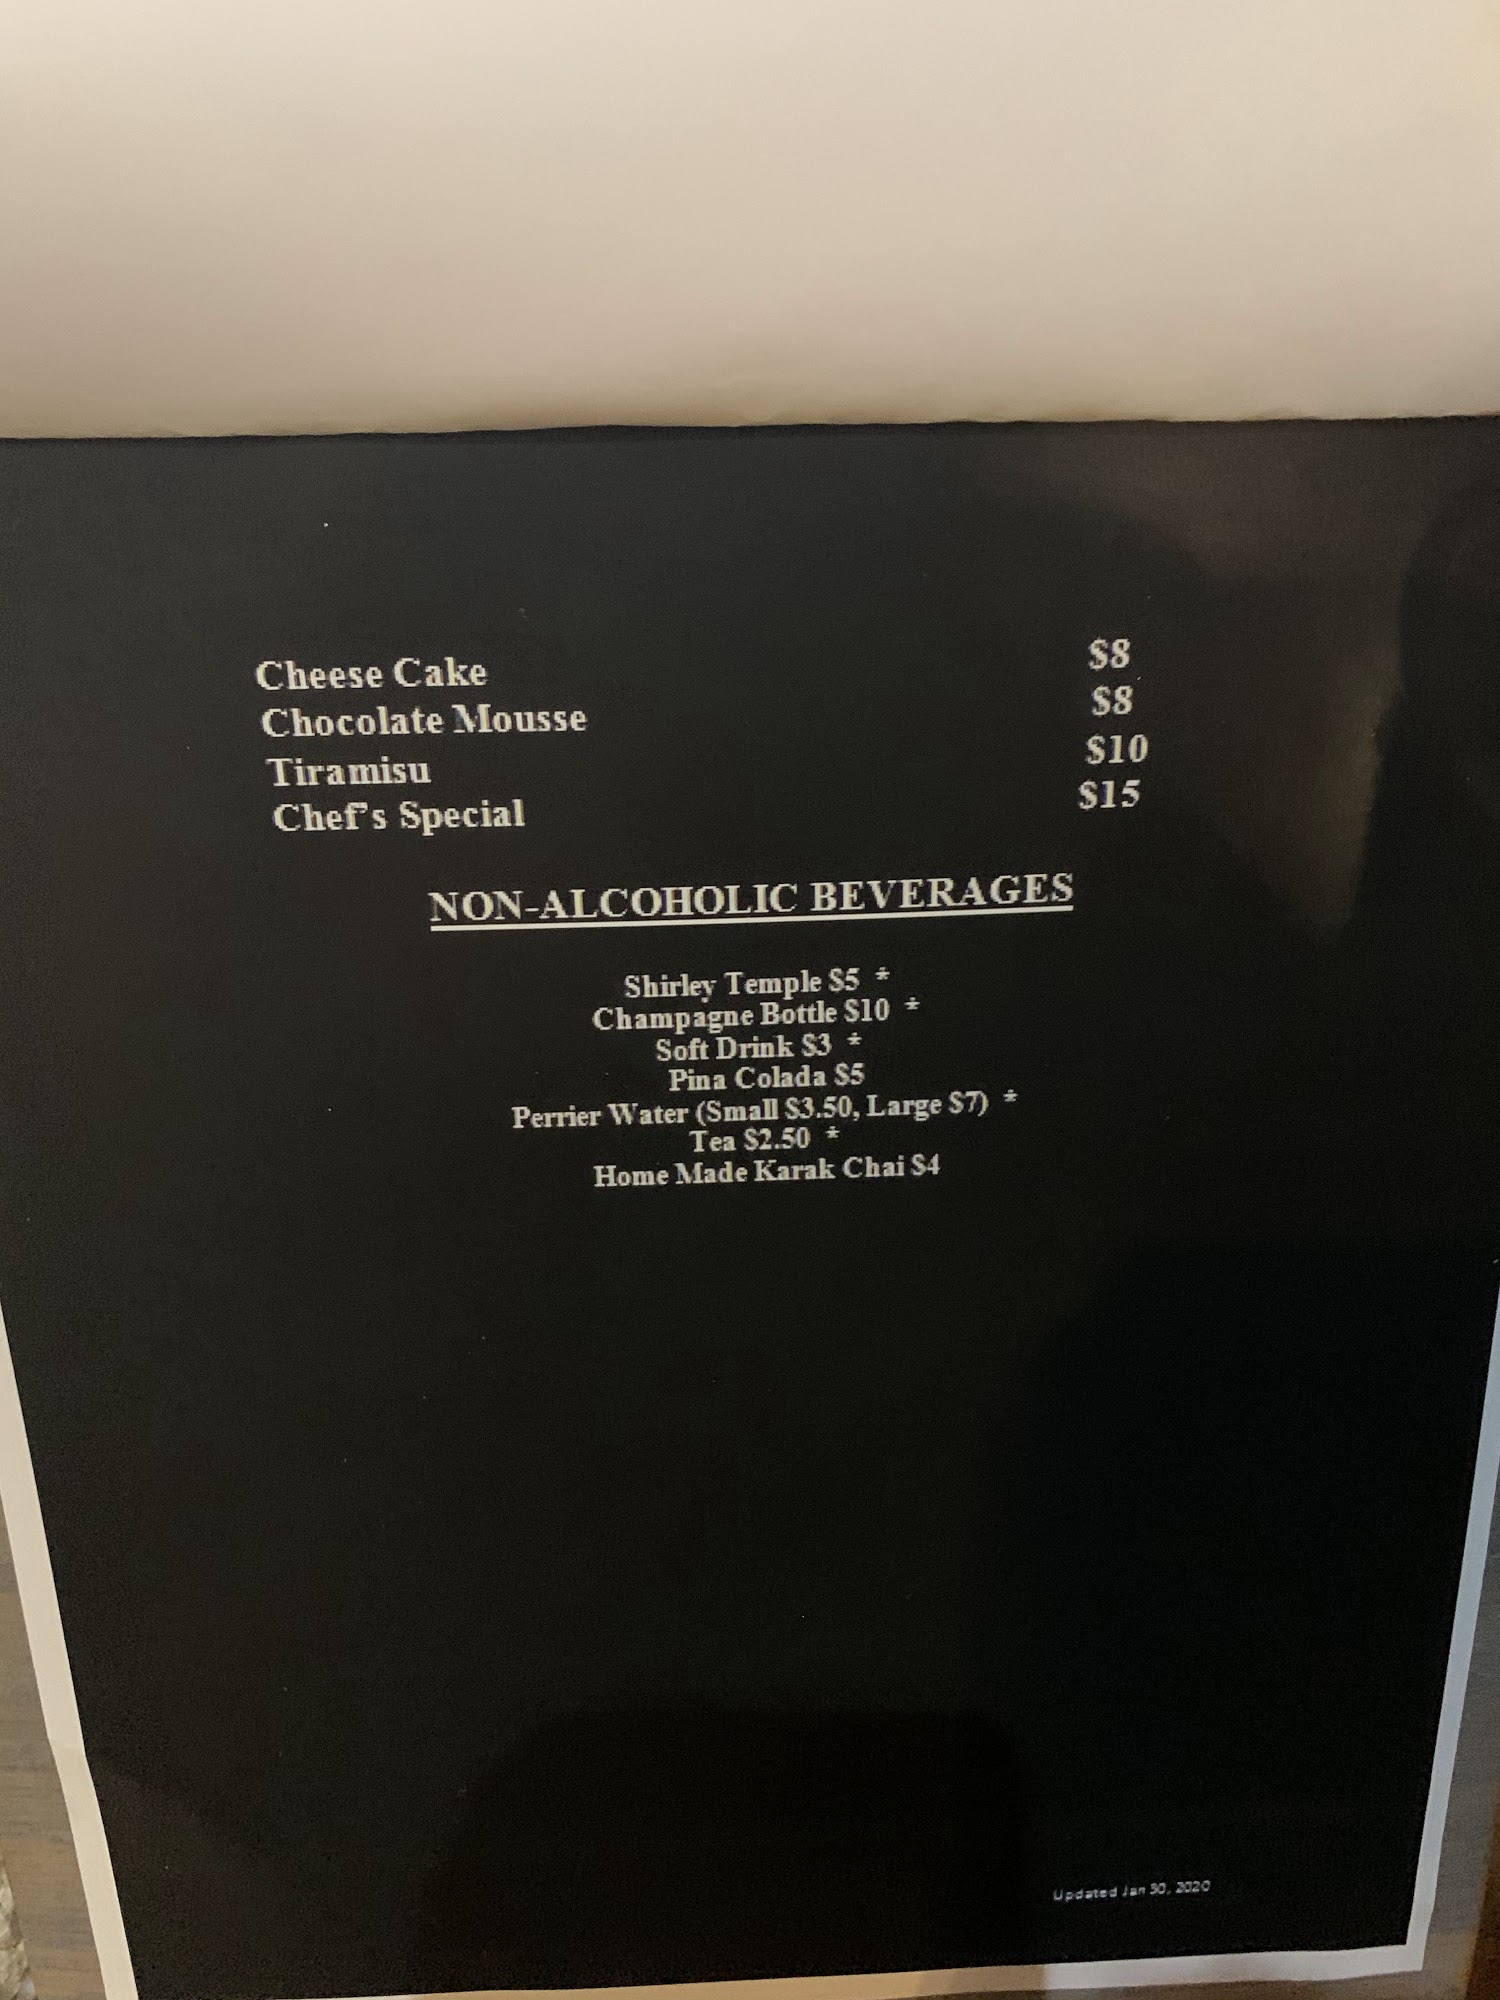 Cheese Cake $8
Chocolate Mousse $8
Tiramisu $10
Chef's Special $15
NON-ALCOHOLIC BEVERAGES
Shirley Temple $5 *
Champagne Bottle $10 *
Soft Drink $3 *
Pina Colada $5
Perrier Water (Small $3.50, Large $7) *
Tea $2.50 *
Home Made Karak Chai $4
Updated Jan 30, 2020